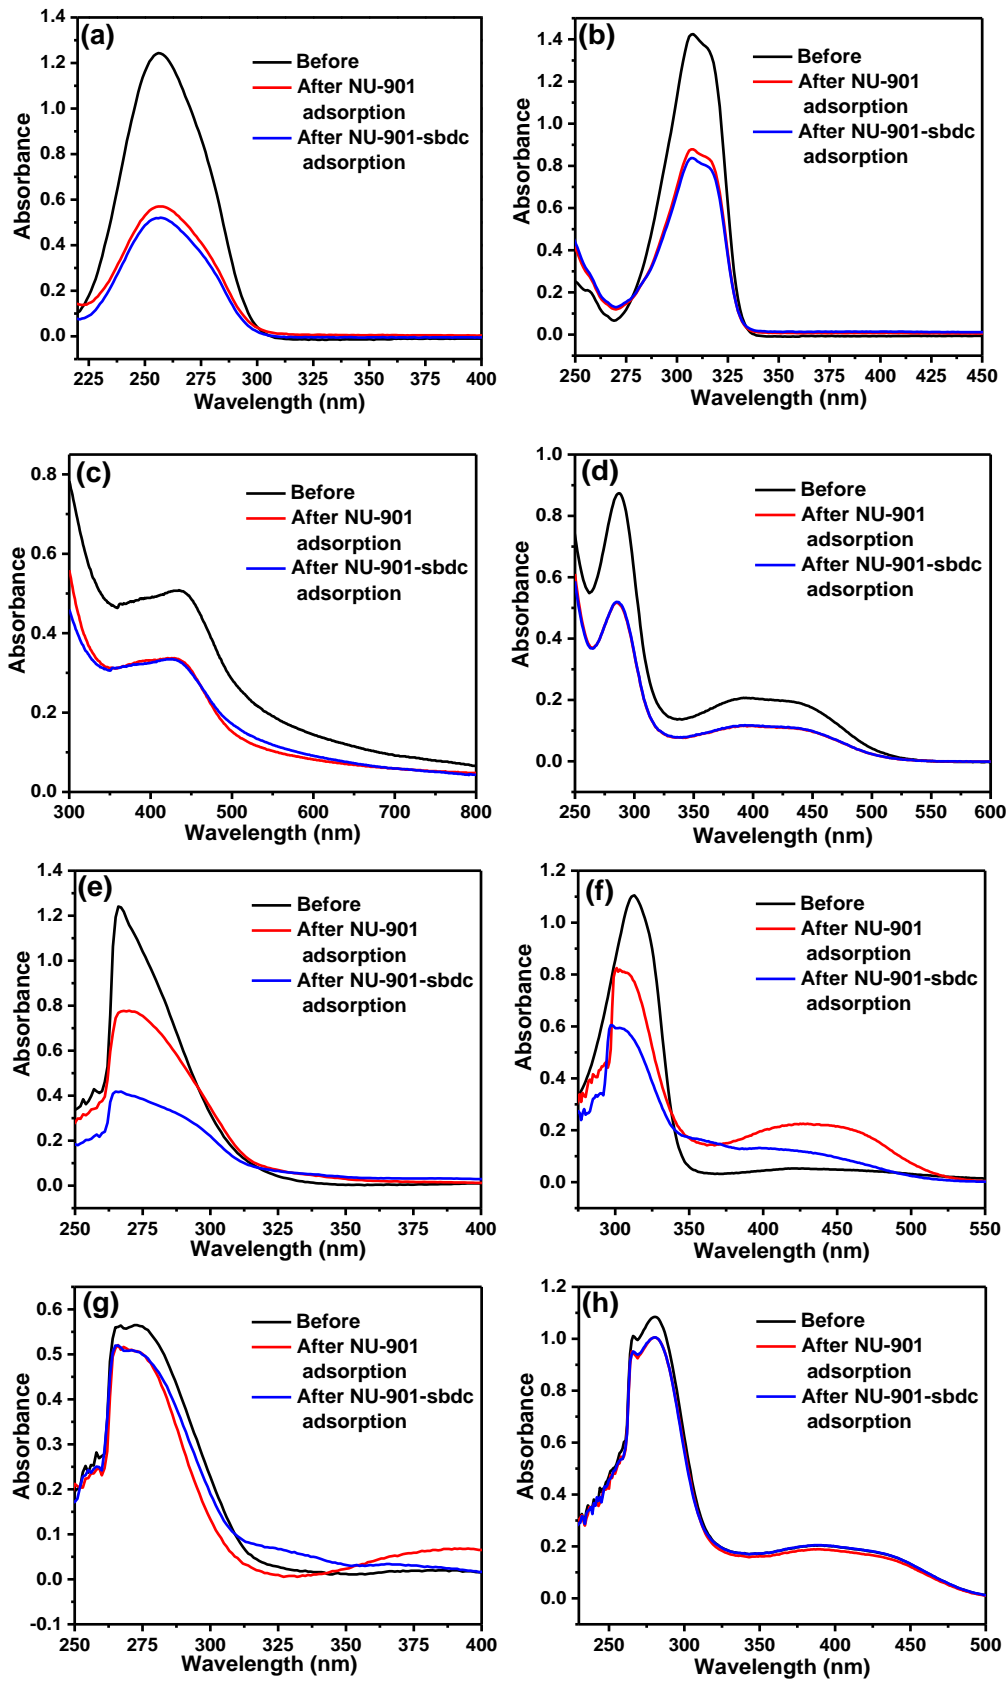 (a)
Before
After NU-901
adsorption
After NU-901-sbdc
adsorption
Absorbance
1.4
1.2
1.0
0.8
0.6
0.4
0.2
0.0
225 250 275 300 325 350 375 400
Wavelength (nm)
(b)
Before
After NU-901
adsorption
After NU-901-sbdc
adsorption
Absorbance
1.4
1.2
1.0
0.8
0.6
0.4
0.2
0.0
250 275 300 325 350 375 400 425 450
Wavelength (nm)
(c)
Before
After NU-901
adsorption
After NU-901-sbdc
adsorption
Absorbance
0.8
0.6
0.4
0.2
0.0
300 400 500 600 700 800
Wavelength (nm)
(d)
Before
After NU-901
adsorption
After NU-901-sbdc
adsorption
Absorbance
1.0
0.8
0.6
0.4
0.2
0.0
250 300 350 400 450 500 550 600
Wavelength (nm)
(e)
Before
After NU-901
adsorption
After NU-901-sbdc
adsorption
Absorbance
1.4
1.2
1.0
0.8
0.6
0.4
0.2
0.0
250 275 300 325 350 375 400
Wavelength (nm)
(f)
Before
After NU-901
adsorption
After NU-901-sbdc
adsorption
Absorbance
1.2
1.0
0.8
0.6
0.4
0.2
0.0
300 350 400 450 500 550
Wavelength (nm)
(g)
Before
After NU-901
adsorption
After NU-901-sbdc
adsorption
Absorbance
0.6
0.5
0.4
0.3
0.2
0.1
0.0
-0.1
250 275 300 325 350 375 400
Wavelength (nm)
(h)
Before
After NU-901
adsorption
After NU-901-sbdc
adsorption
Absorbance
1.2
1.0
0.8
0.6
0.4
0.2
0.0
250 300 350 400 450 500
Wavelength (nm)